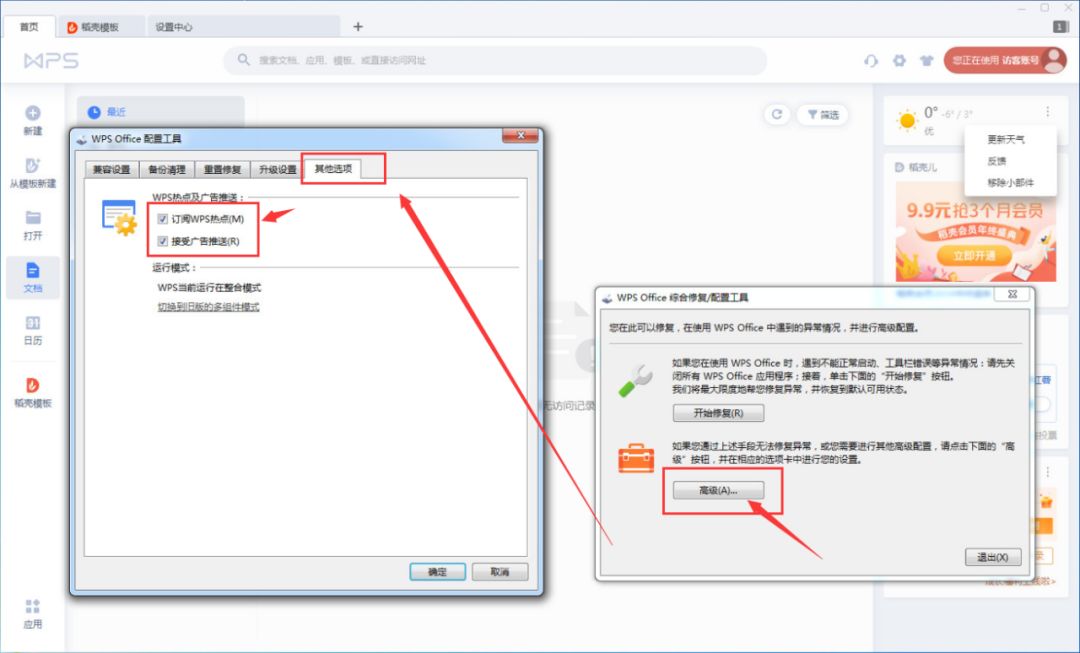 首页
稻壳模板
设置中心
1
WPS
搜索文档、应用、模板、或直接访问网址
您正在使用 访客账号
新建
从模板新建
打开
文档
日历
稻壳模板
应用
最近
筛选
WPS Office 配置工具
兼容设置
备份清理
重置修复
升级设置
其他选项
WPS热点及广告推送：
订阅WPS热点(M)
接受广告推送(R)
运行模式：
WPS当前运行在整合模式
切换到旧版的多组件模式
确定
取消
无访问记录
WPS Office 综合修复/配置工具
您在此可以修复，在使用 WPS Office 中遇到的异常情况，并进行高级配置。
如果您在使用 WPS Office 时，遇到不能正常启动、工具栏错误等异常情况：请先关
闭所有 WPS Office 应用程序；接着，单击下面的“开始修复”按钮。
我们将最大限度地帮您修复异常，并恢复到默认可用状态。
开始修复(R)
如果您通过上述手段无法修复异常，或您需要进行其他高级配置，请点击下面的“高
级”按钮，并在相应的选项卡中进行您的设置。
高级(A)...
退出(X)
0° -6° / 3°
优
更新天气
反馈
移除小部件
稻壳儿
9.9元抢3个月会员
稻壳会员年终盛典
立即开通